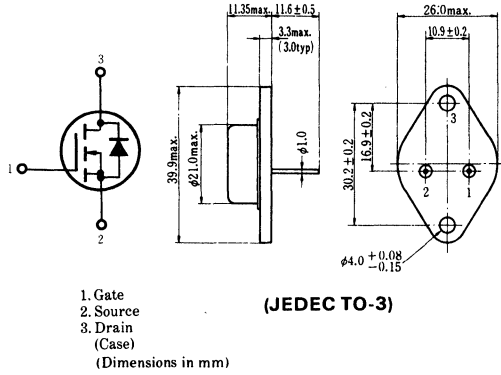 11.35max. 11.6±0.5
3.3max.
(3.0typ)
26.0max.
10.9±0.2
3
1
2
39.9max.
φ21.0max.
φ1.0
30.2±0.2
16.9±0.2
3
2
1
φ4.0 +0.08
−0.15
1. Gate
2. Source
3. Drain
(Case)
(Dimensions in mm)
(JEDEC TO-3)